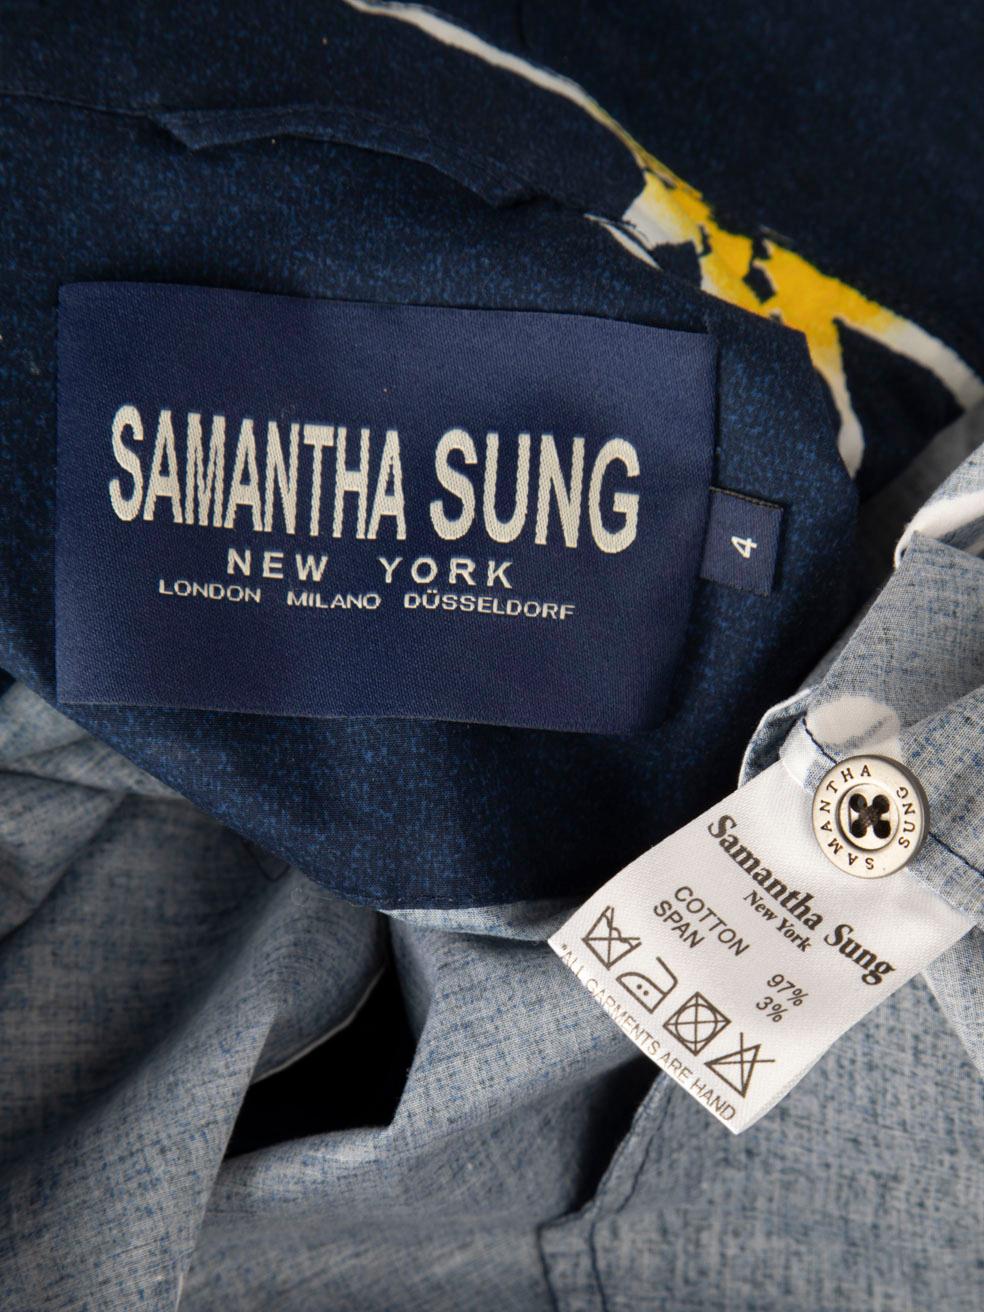 SAMANTHA SUNG
NEW YORK
LONDON MILANO DÜSSELDORF
4
SAMANTHA SUNG
Samantha Sung
New York
COTTON 97%
SPAN 3%
*ALL GARMENTS ARE HAND